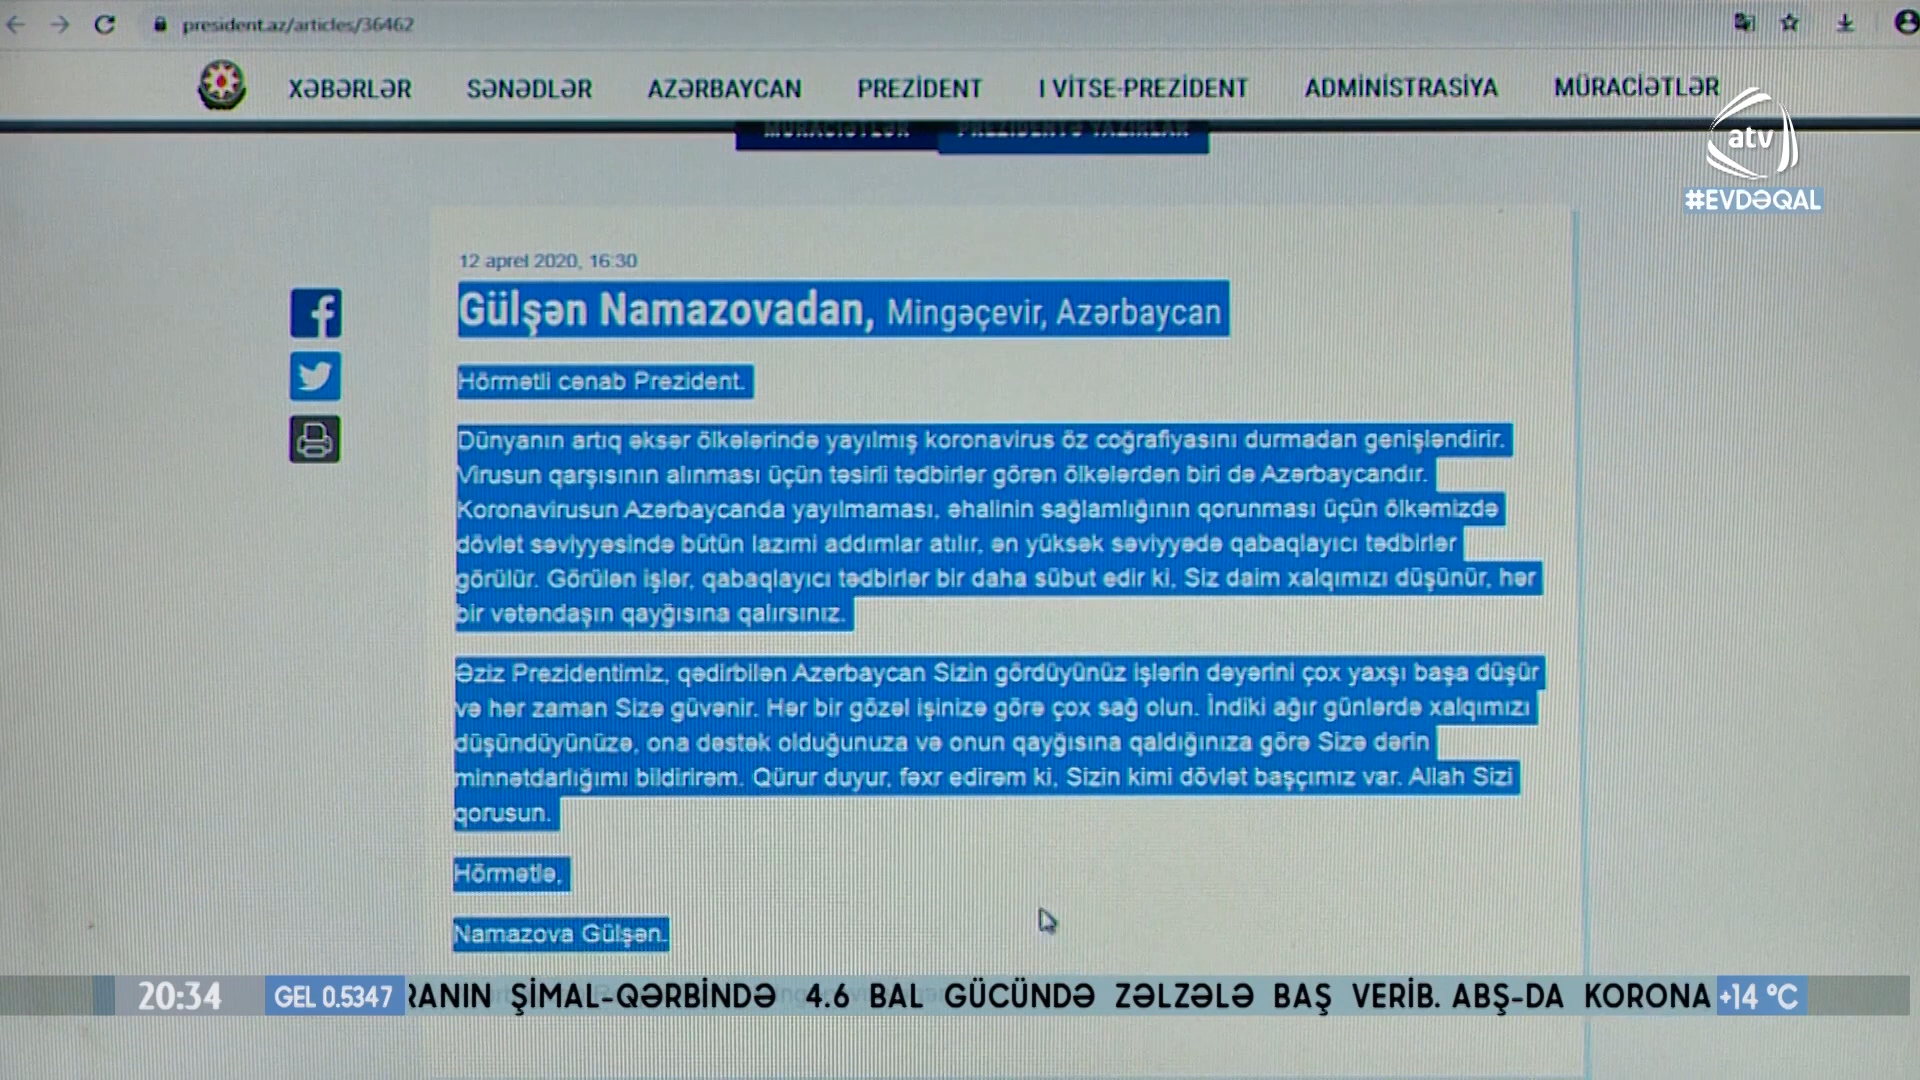 president.az/articles/36462
XƏBƏRLƏR SƏNƏDLƏR AZƏRBAYCAN PREZİDENT I VİTSE-PREZİDENT ADMİNİSTRASİYA MÜRACİƏTLƏR
MÜRACİƏTLƏR PREZİDENTƏ YAZIRLAR
atv
#EVDƏQAL
12 aprel 2020, 16:30
Gülşən Namazovadan, Mingəçevir, Azərbaycan
Hörmətli cənab Prezident.
Dünyanın artıq əksər ölkələrində yayılmış koronavirus öz coğrafiyasını durmadan genişləndirir.
Virusun qarşısının alınması üçün təsirli tədbirlər görən ölkələrdən biri də Azərbaycandır.
Koronavirusun Azərbaycanda yayılmaması, əhalinin sağlamlığının qorunması üçün ölkəmizdə
dövlət səviyyəsində bütün lazımi addımlar atılır, ən yüksək səviyyədə qabaqlayıcı tədbirlər
görülür. Görülən işlər, qabaqlayıcı tədbirlər bir daha sübut edir ki, Siz daim xalqımızı düşünür, hər
bir vətəndaşın qayğısına qalırsınız.
Əziz Prezidentimiz, qədirbilən Azərbaycan Sizin gördüyünüz işlərin dəyərini çox yaxşı başa düşür
və hər zaman Sizə güvənir. Hər bir gözəl işinizə görə çox sağ olun. İndiki ağır günlərdə xalqımızı
düşündüyünüzə, ona dəstək olduğunuza və onun qayğısına qaldığınıza görə Sizə dərin
minnətdarlığımı bildirirəm. Qürur duyur, fəxr edirəm ki, Sizin kimi dövlət başçımız var. Allah Sizi
qorusun.
Hörmətlə,
Namazova Gülşən.
20:34 GEL 0.5347 RANIN ŞİMAL-QƏRBİNDƏ 4.6 BAL GÜCÜNDƏ ZƏLZƏLƏ BAŞ VERİB. ABŞ-DA KORONA +14 °C